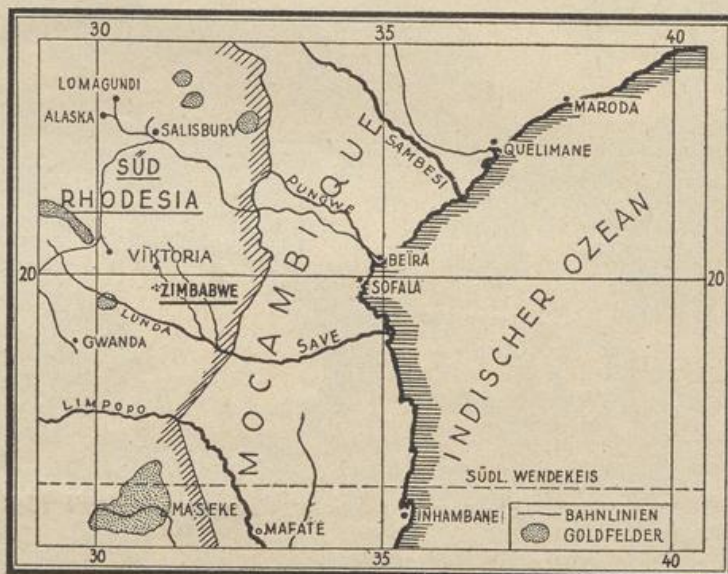 30 35 40
LOMAGUNDI
ALASKA
SALISBURY
MARODA
QUELIMANE
SAMBESI
SÜD
RHODESIA
PUNGWE
MOCAMBIQUE
INDISCHER OZEAN
VIKTORIA
BEÏRA
20 20
ZIMBABWE
SOFALA
LUNDA
SAVE
GWANDA
LIMPOPO
SÜDL. WENDEKEIS
MASEKE
MAFATE
INHAMBANE
BAHNLINIEN
GOLDFELDER
30 35 40